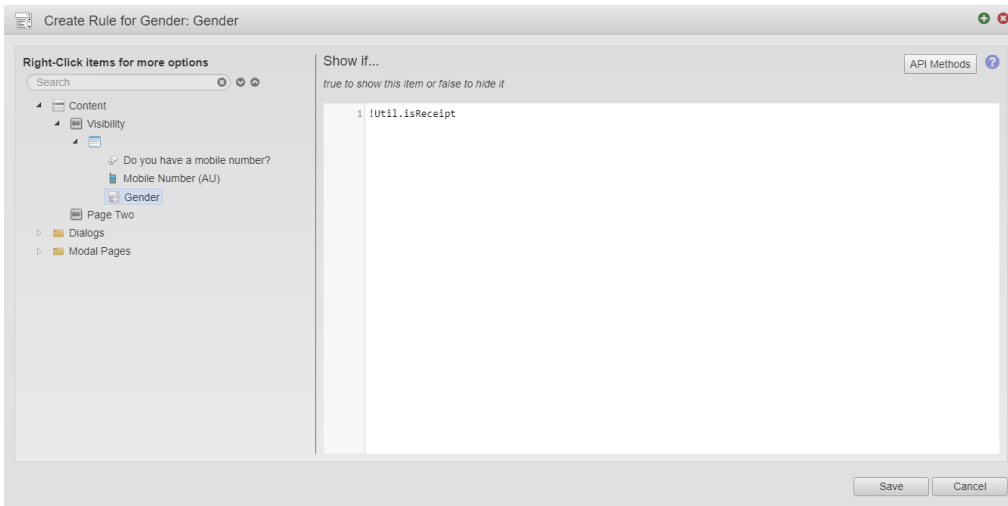 Create Rule for Gender: Gender
Right-Click items for more options
Search
Content
Visibility
Do you have a mobile number?
Mobile Number (AU)
Gender
Page Two
Dialogs
Modal Pages
Show if...
API Methods
true to show this item or false to hide it
1 !Util.isReceipt
Save Cancel